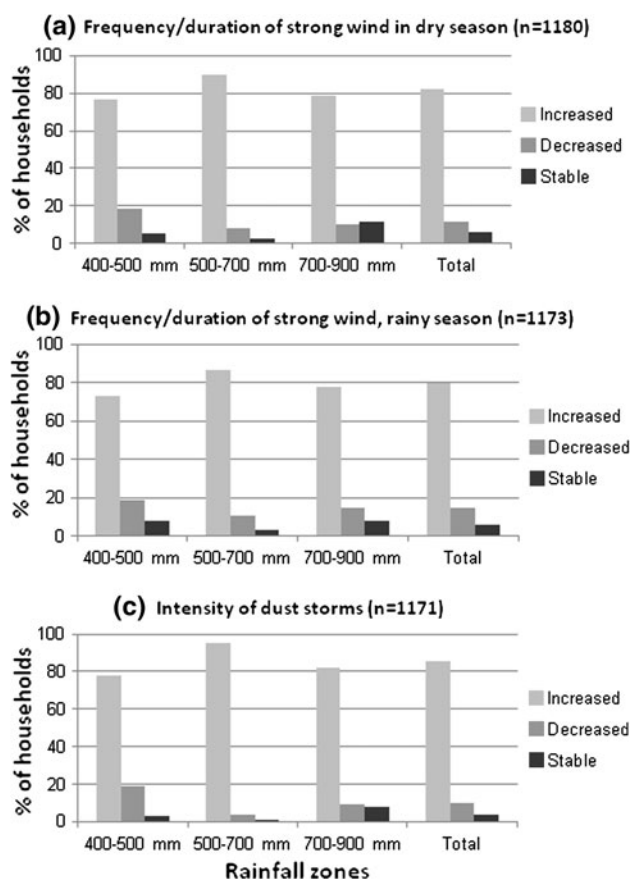 (a) Frequency/duration of strong wind in dry season (n=1180)
% of households
100
80
60
40
20
0
400-500 mm 500-700 mm 700-900 mm Total
Increased
Decreased
Stable
(b) Frequency/duration of strong wind, rainy season (n=1173)
% of households
100
80
60
40
20
0
400-500 mm 500-700 mm 700-900 mm Total
Increased
Decreased
Stable
(c) Intensity of dust storms (n=1171)
% of households
100
80
60
40
20
0
400-500 mm 500-700 mm 700-900 mm Total
Rainfall zones
Increased
Decreased
Stable